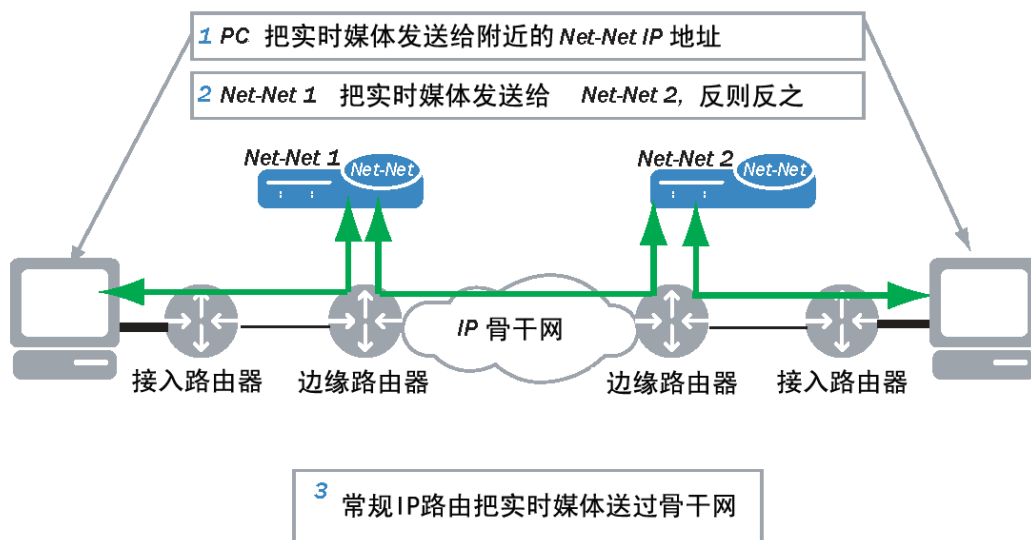 1 PC 把实时媒体发送给附近的 Net-Net IP 地址
2 Net-Net 1 把实时媒体发送给 Net-Net 2, 反则反之
Net-Net 1
Net-Net
Net-Net 2
Net-Net
IP 骨干网
接入路由器
边缘路由器
边缘路由器
接入路由器
3 常规IP路由把实时媒体送过骨干网